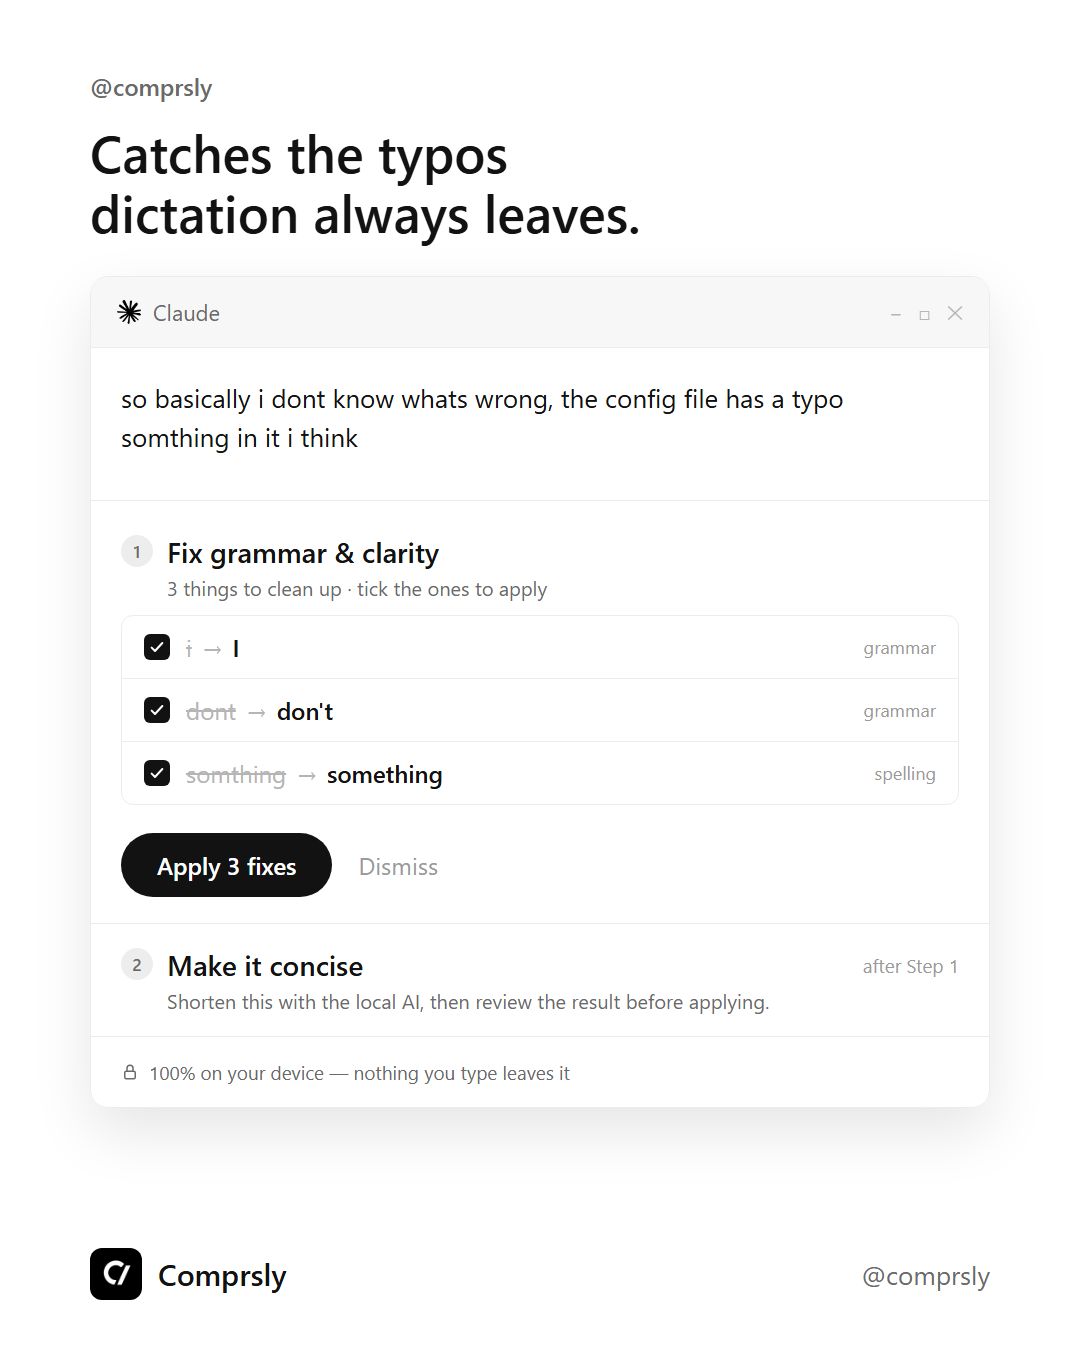 @comprsly
Catches the typos
dictation always leaves.
Claude
so basically i dont know whats wrong, the config file has a typo
somthing in it i think
1 Fix grammar & clarity
3 things to clean up · tick the ones to apply
i → I grammar
dont → don't grammar
somthing → something spelling
Apply 3 fixes Dismiss
2 Make it concise after Step 1
Shorten this with the local AI, then review the result before applying.
100% on your device — nothing you type leaves it
Comprsly @comprsly